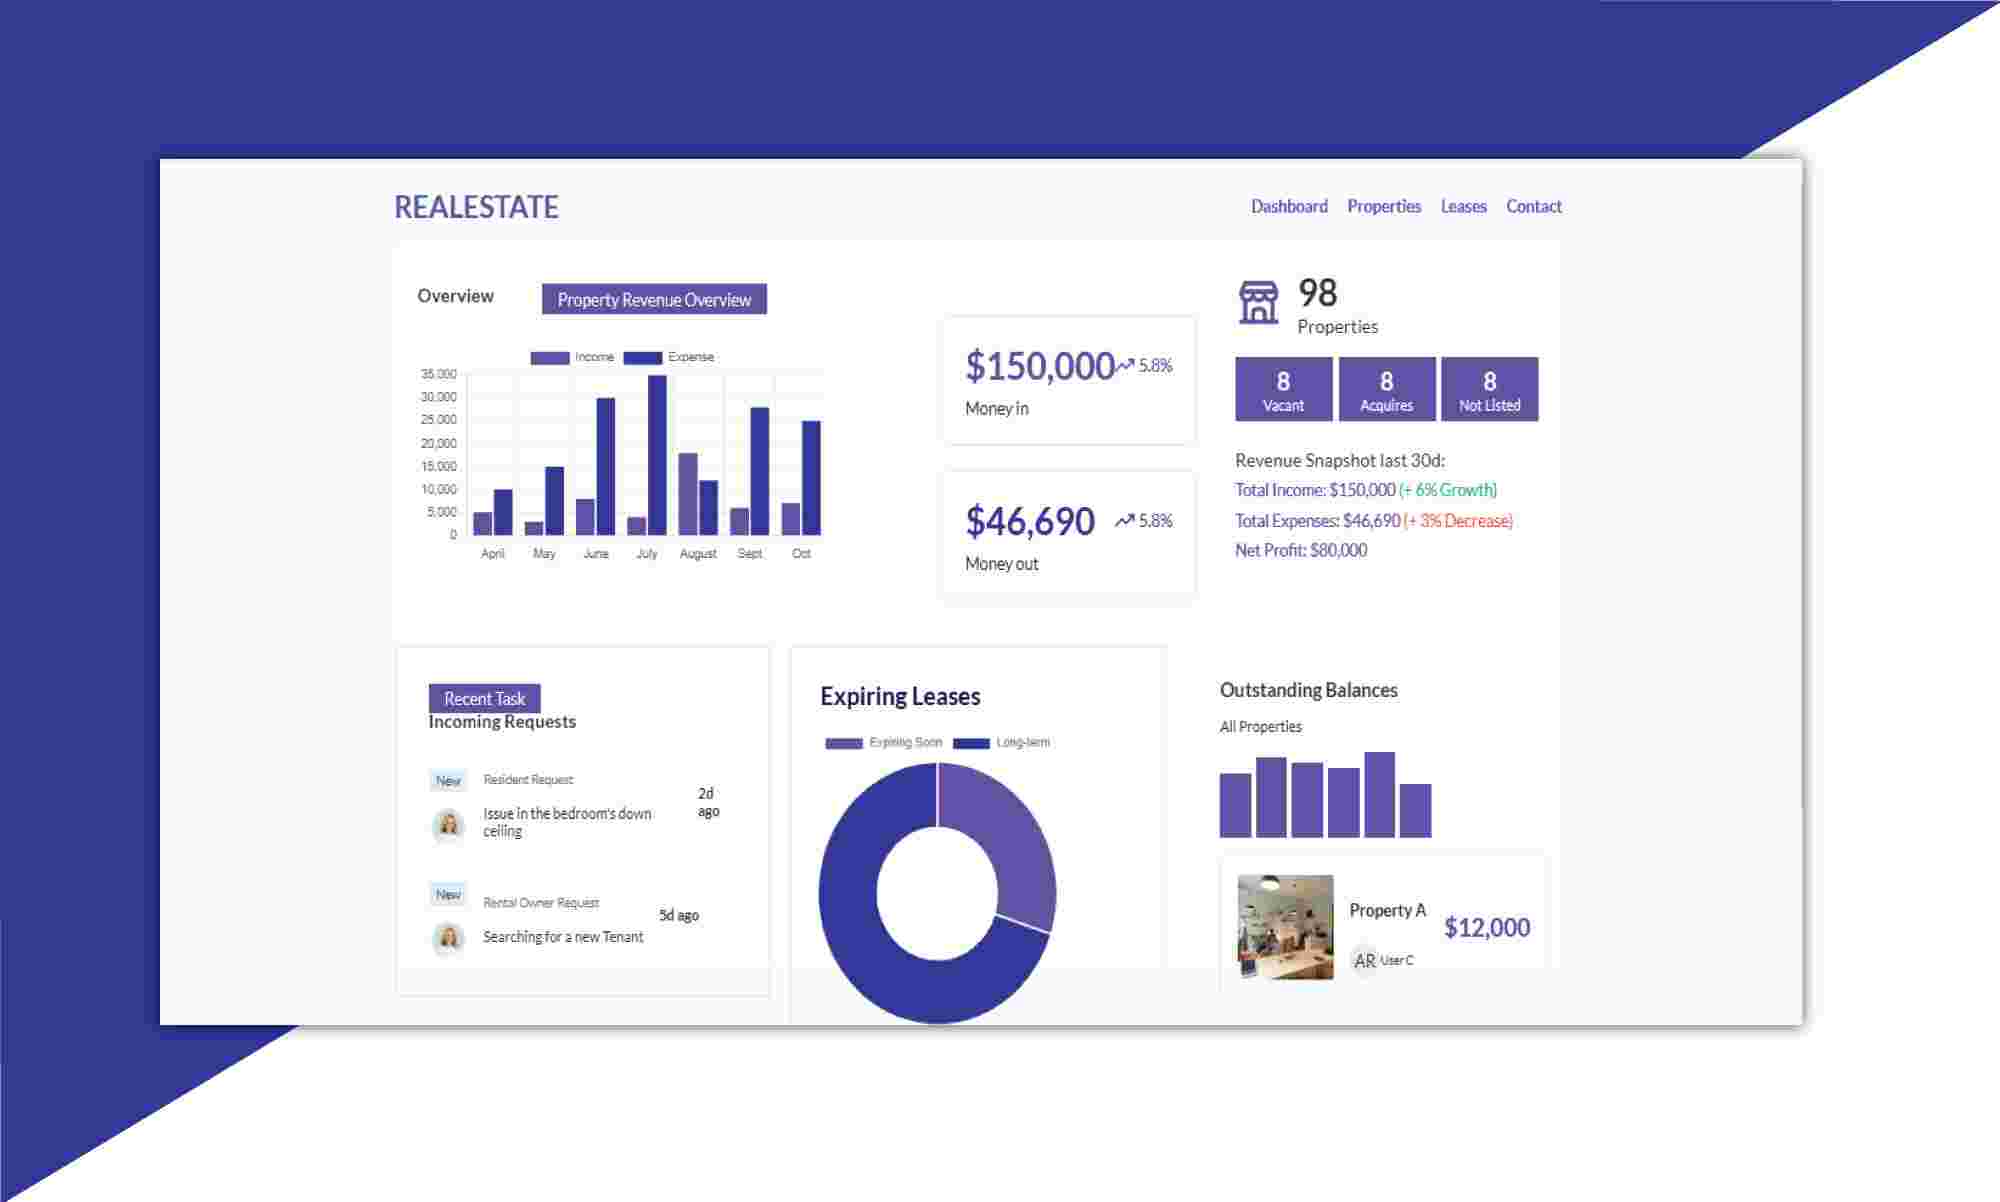 REALESTATE
Dashboard Properties Leases Contact
Overview
Property Revenue Overview
Income Expense
35,000
30,000
25,000
20,000
15,000
10,000
5,000
0
April May June July August Sept Oct
$150,000 5.8%
Money in
$46,690 5.8%
Money out
98
Properties
8 8 8
Vacant Acquires Not Listed
Revenue Snapshot last 30d:
Total Income: $150,000 (+ 6% Growth)
Total Expenses: $46,690 (+ 3% Decrease)
Net Profit: $80,000
Recent Task
Incoming Requests
New Resident Request
2d
ago
Issue in the bedroom's down
ceiling
New Rental Owner Request
5d ago
Searching for a new Tenant
Expiring Leases
Expiring Soon Long-term
Outstanding Balances
All Properties
Property A
$12,000
AR User C